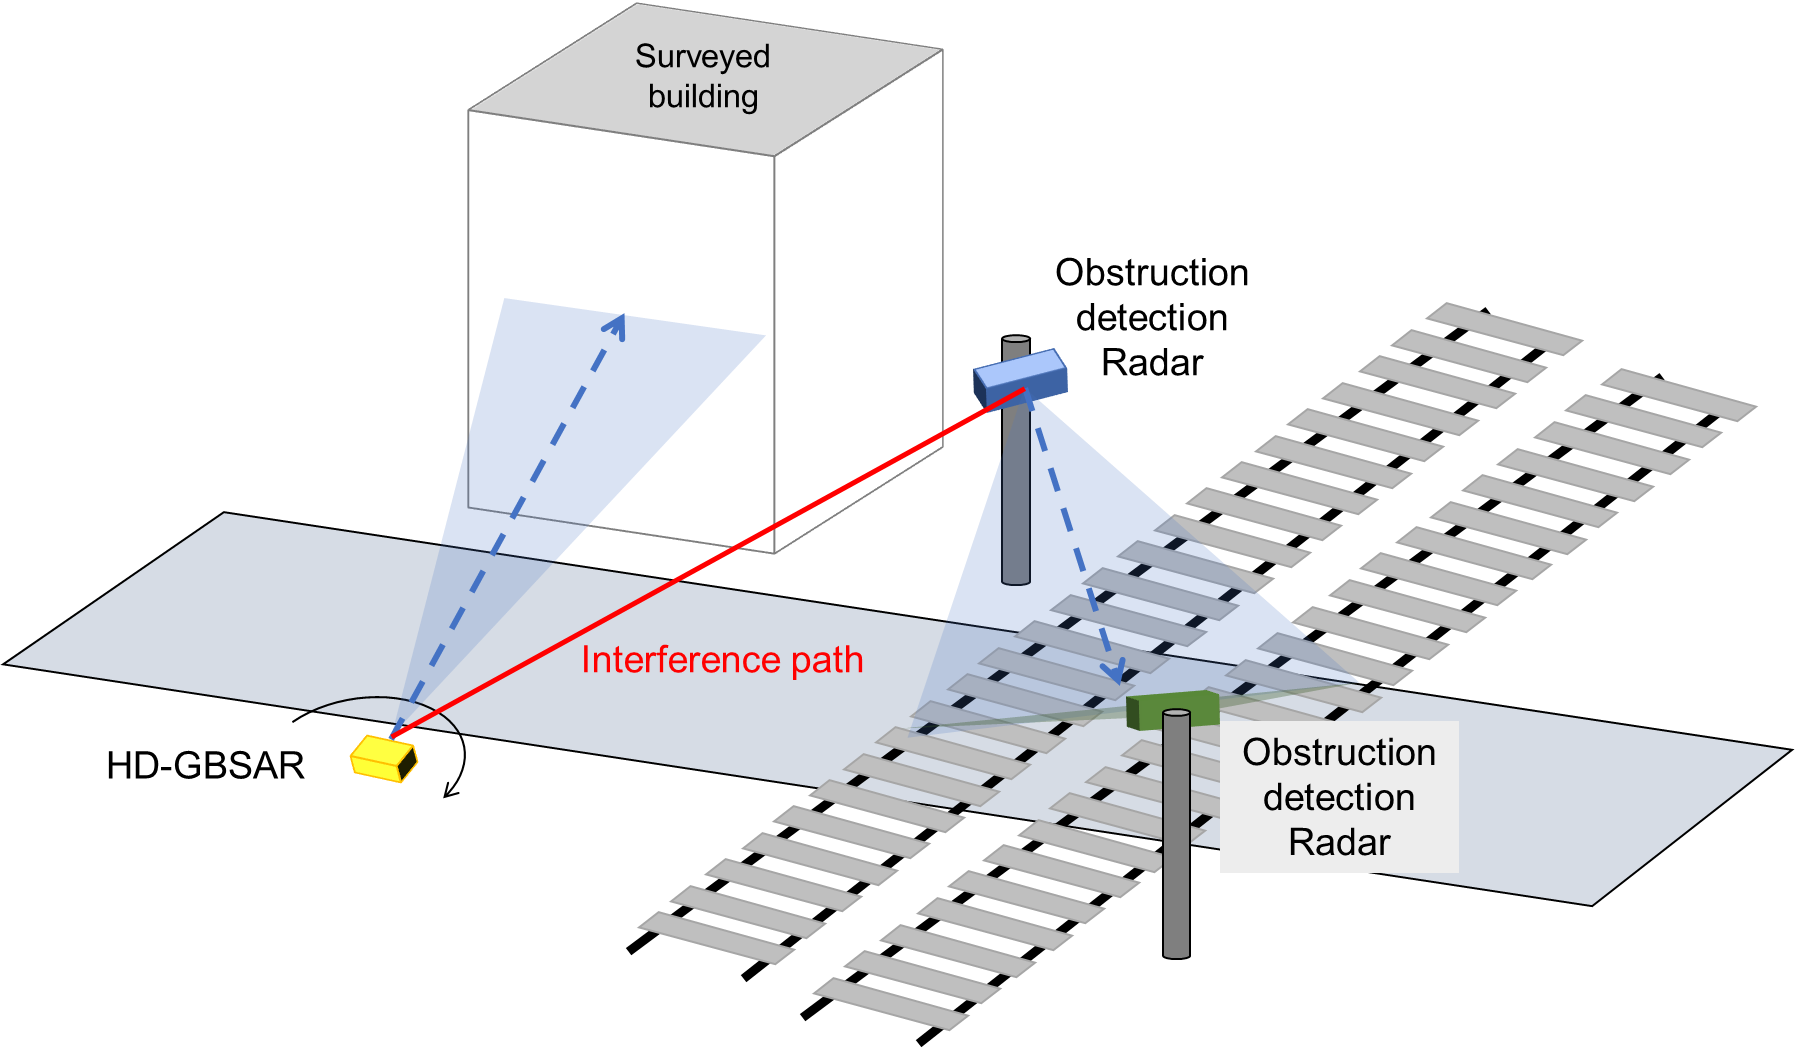 Surveyed
building
Obstruction
detection
Radar
Interference path
HD-GBSAR
Obstruction
detection
Radar